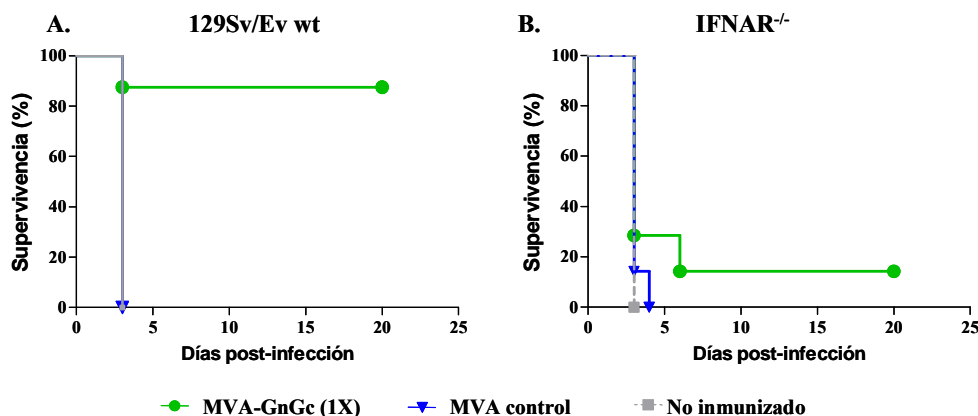 A. 129Sv/Ev wt
Supervivencia (%)
100
80
60
40
20
0
0 5 10 15 20 25
Días post-infección
B. IFNAR-/-
Supervivencia (%)
100
80
60
40
20
0
0 5 10 15 20 25
Días post-infección
MVA-GnGc (1X) MVA control No inmunizado